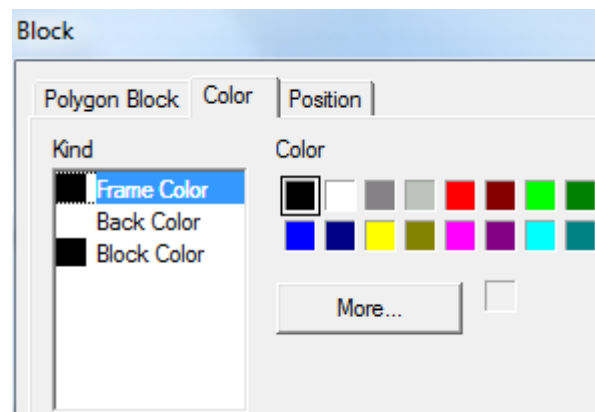 Block
Polygon Block Color Position
Kind Color
Frame Color
Back Color
Block Color
More...